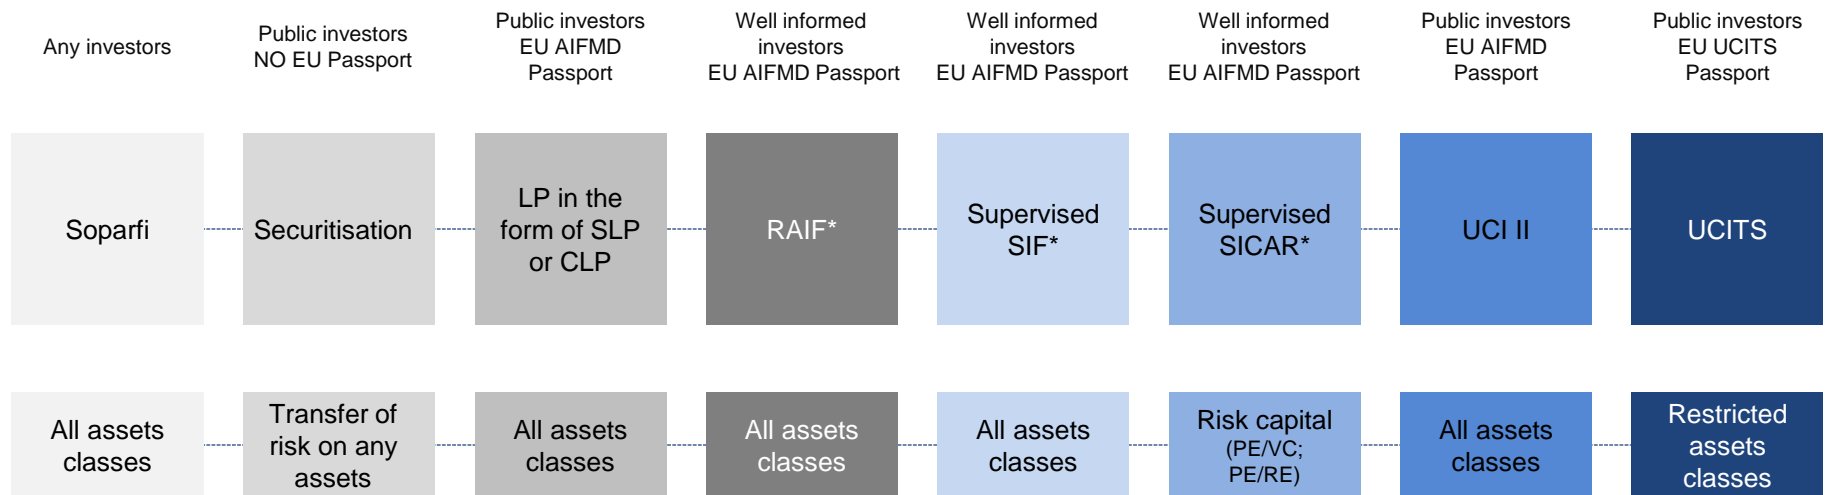 Any investors
Public investors
NO EU Passport
Public investors
EU AIFMD
Passport
Well informed
investors
EU AIFMD Passport
Well informed
investors
EU AIFMD Passport
Well informed
investors
EU AIFMD Passport
Public investors
EU AIFMD
Passport
Public investors
EU UCITS
Passport
Soparfi
Securitisation
LP in the
form of SLP
or CLP
RAIF*
Supervised
SIF*
Supervised
SICAR*
UCI II
UCITS
All assets
classes
Transfer of
risk on any
assets
All assets
classes
All assets
classes
All assets
classes
Risk capital
(PE/VC;
PE/RE)
All assets
classes
Restricted
assets
classes